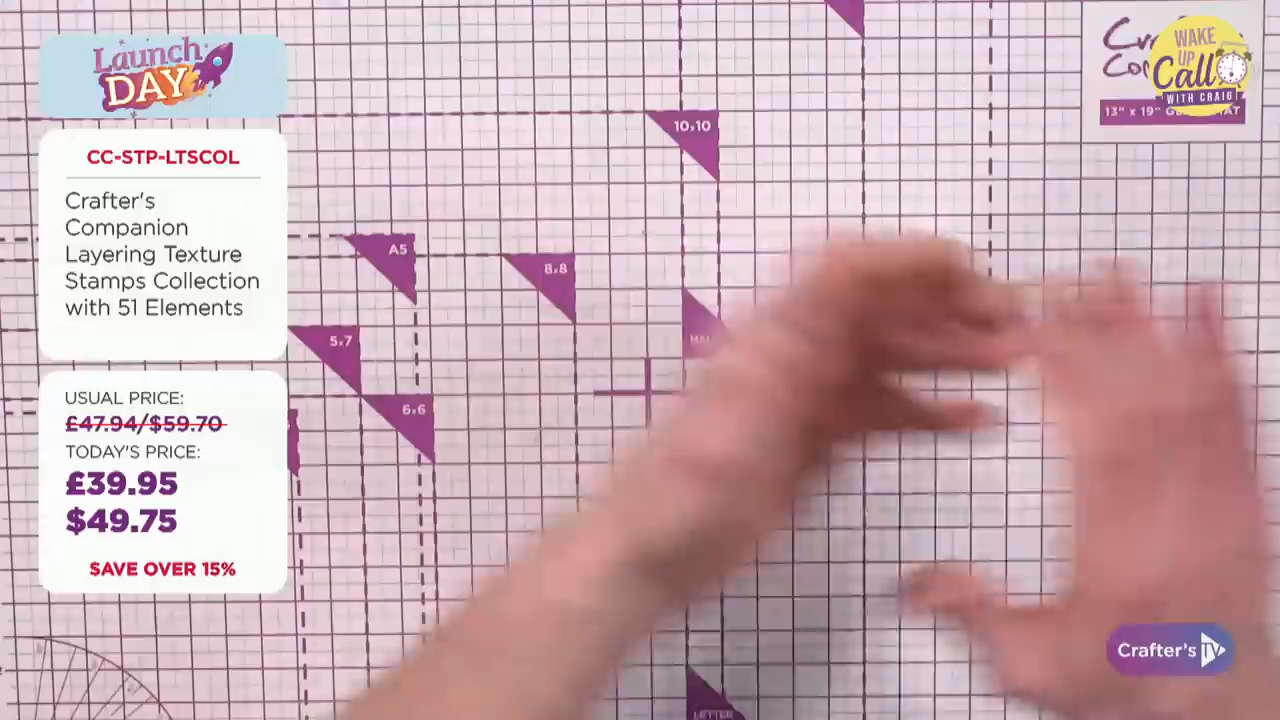 Launch
DAY
CC-STP-LTSCOL
Crafter's
Companion
Layering Texture
Stamps Collection
with 51 Elements
USUAL PRICE:
£47.94/$59.70
TODAY'S PRICE:
£39.95
$49.75
SAVE OVER 15%
10x10
A5
8x8
5x7
6x6
LETTER
WAKE
UP
Call
WITH CRAIG
13" x 19"
Crafter's TV